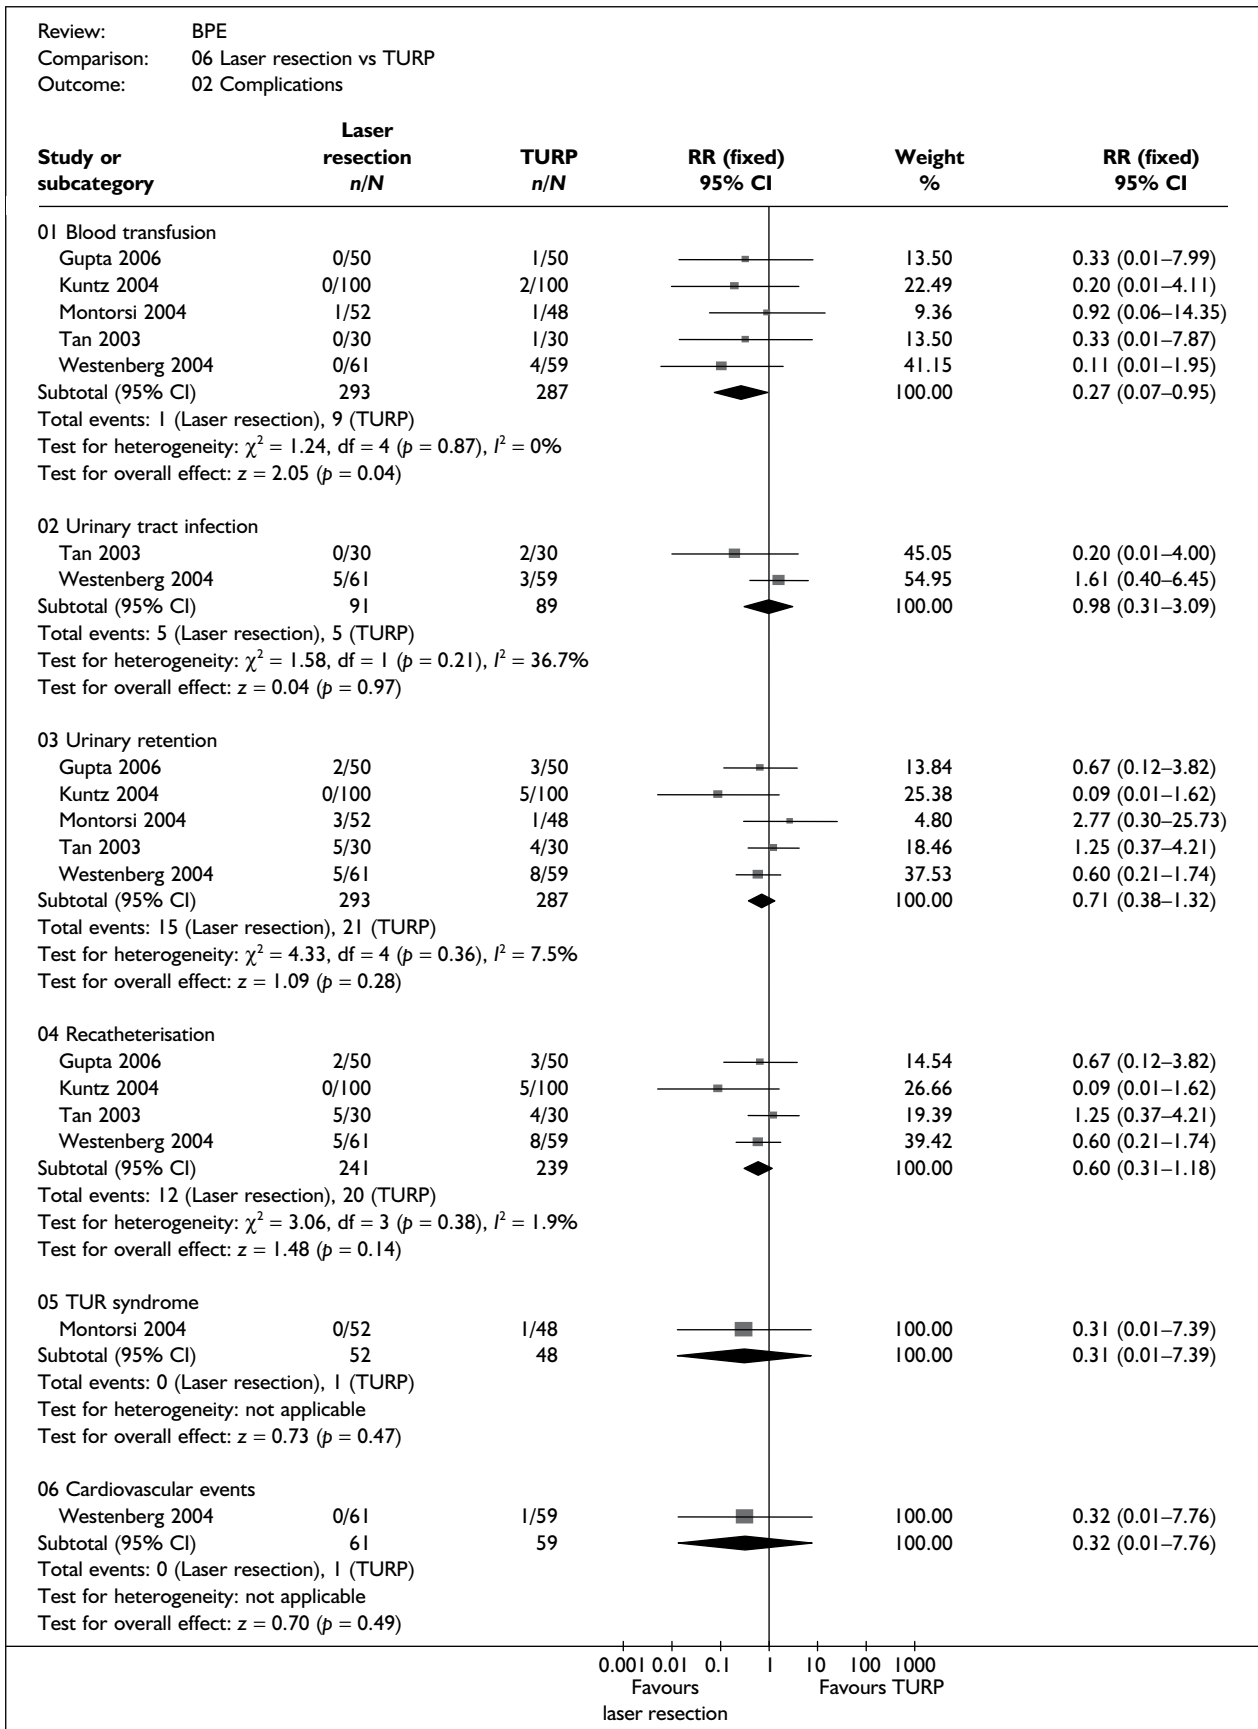 Review: BPE
Comparison: 06 Laser resection vs TURP
Outcome: 02 Complications
Laser
Study or resection TURP RR (fixed) Weight RR (fixed)
subcategory n/N n/N 95% CI % 95% CI
01 Blood transfusion
Gupta 2006 0/50 1/50 13.50 0.33 (0.01–7.99)
Kuntz 2004 0/100 2/100 22.49 0.20 (0.01–4.11)
Montorsi 2004 1/52 1/48 9.36 0.92 (0.06–14.35)
Tan 2003 0/30 1/30 13.50 0.33 (0.01–7.87)
Westenberg 2004 0/61 4/59 41.15 0.11 (0.01–1.95)
Subtotal (95% CI) 293 287 100.00 0.27 (0.07–0.95)
Total events: 1 (Laser resection), 9 (TURP)
Test for heterogeneity: χ² = 1.24, df = 4 (p = 0.87), I² = 0%
Test for overall effect: z = 2.05 (p = 0.04)
02 Urinary tract infection
Tan 2003 0/30 2/30 45.05 0.20 (0.01–4.00)
Westenberg 2004 5/61 3/59 54.95 1.61 (0.40–6.45)
Subtotal (95% CI) 91 89 100.00 0.98 (0.31–3.09)
Total events: 5 (Laser resection), 5 (TURP)
Test for heterogeneity: χ² = 1.58, df = 1 (p = 0.21), I² = 36.7%
Test for overall effect: z = 0.04 (p = 0.97)
03 Urinary retention
Gupta 2006 2/50 3/50 13.84 0.67 (0.12–3.82)
Kuntz 2004 0/100 5/100 25.38 0.09 (0.01–1.62)
Montorsi 2004 3/52 1/48 4.80 2.77 (0.30–25.73)
Tan 2003 5/30 4/30 18.46 1.25 (0.37–4.21)
Westenberg 2004 5/61 8/59 37.53 0.60 (0.21–1.74)
Subtotal (95% CI) 293 287 100.00 0.71 (0.38–1.32)
Total events: 15 (Laser resection), 21 (TURP)
Test for heterogeneity: χ² = 4.33, df = 4 (p = 0.36), I² = 7.5%
Test for overall effect: z = 1.09 (p = 0.28)
04 Recatheterisation
Gupta 2006 2/50 3/50 14.54 0.67 (0.12–3.82)
Kuntz 2004 0/100 5/100 26.66 0.09 (0.01–1.62)
Tan 2003 5/30 4/30 19.39 1.25 (0.37–4.21)
Westenberg 2004 5/61 8/59 39.42 0.60 (0.21–1.74)
Subtotal (95% CI) 241 239 100.00 0.60 (0.31–1.18)
Total events: 12 (Laser resection), 20 (TURP)
Test for heterogeneity: χ² = 3.06, df = 3 (p = 0.38), I² = 1.9%
Test for overall effect: z = 1.48 (p = 0.14)
05 TUR syndrome
Montorsi 2004 0/52 1/48 100.00 0.31 (0.01–7.39)
Subtotal (95% CI) 52 48 100.00 0.31 (0.01–7.39)
Total events: 0 (Laser resection), 1 (TURP)
Test for heterogeneity: not applicable
Test for overall effect: z = 0.73 (p = 0.47)
06 Cardiovascular events
Westenberg 2004 0/61 1/59 100.00 0.32 (0.01–7.76)
Subtotal (95% CI) 61 59 100.00 0.32 (0.01–7.76)
Total events: 0 (Laser resection), 1 (TURP)
Test for heterogeneity: not applicable
Test for overall effect: z = 0.70 (p = 0.49)
0.001 0.01 0.1 1 10 100 1000
Favours Favours TURP
laser resection